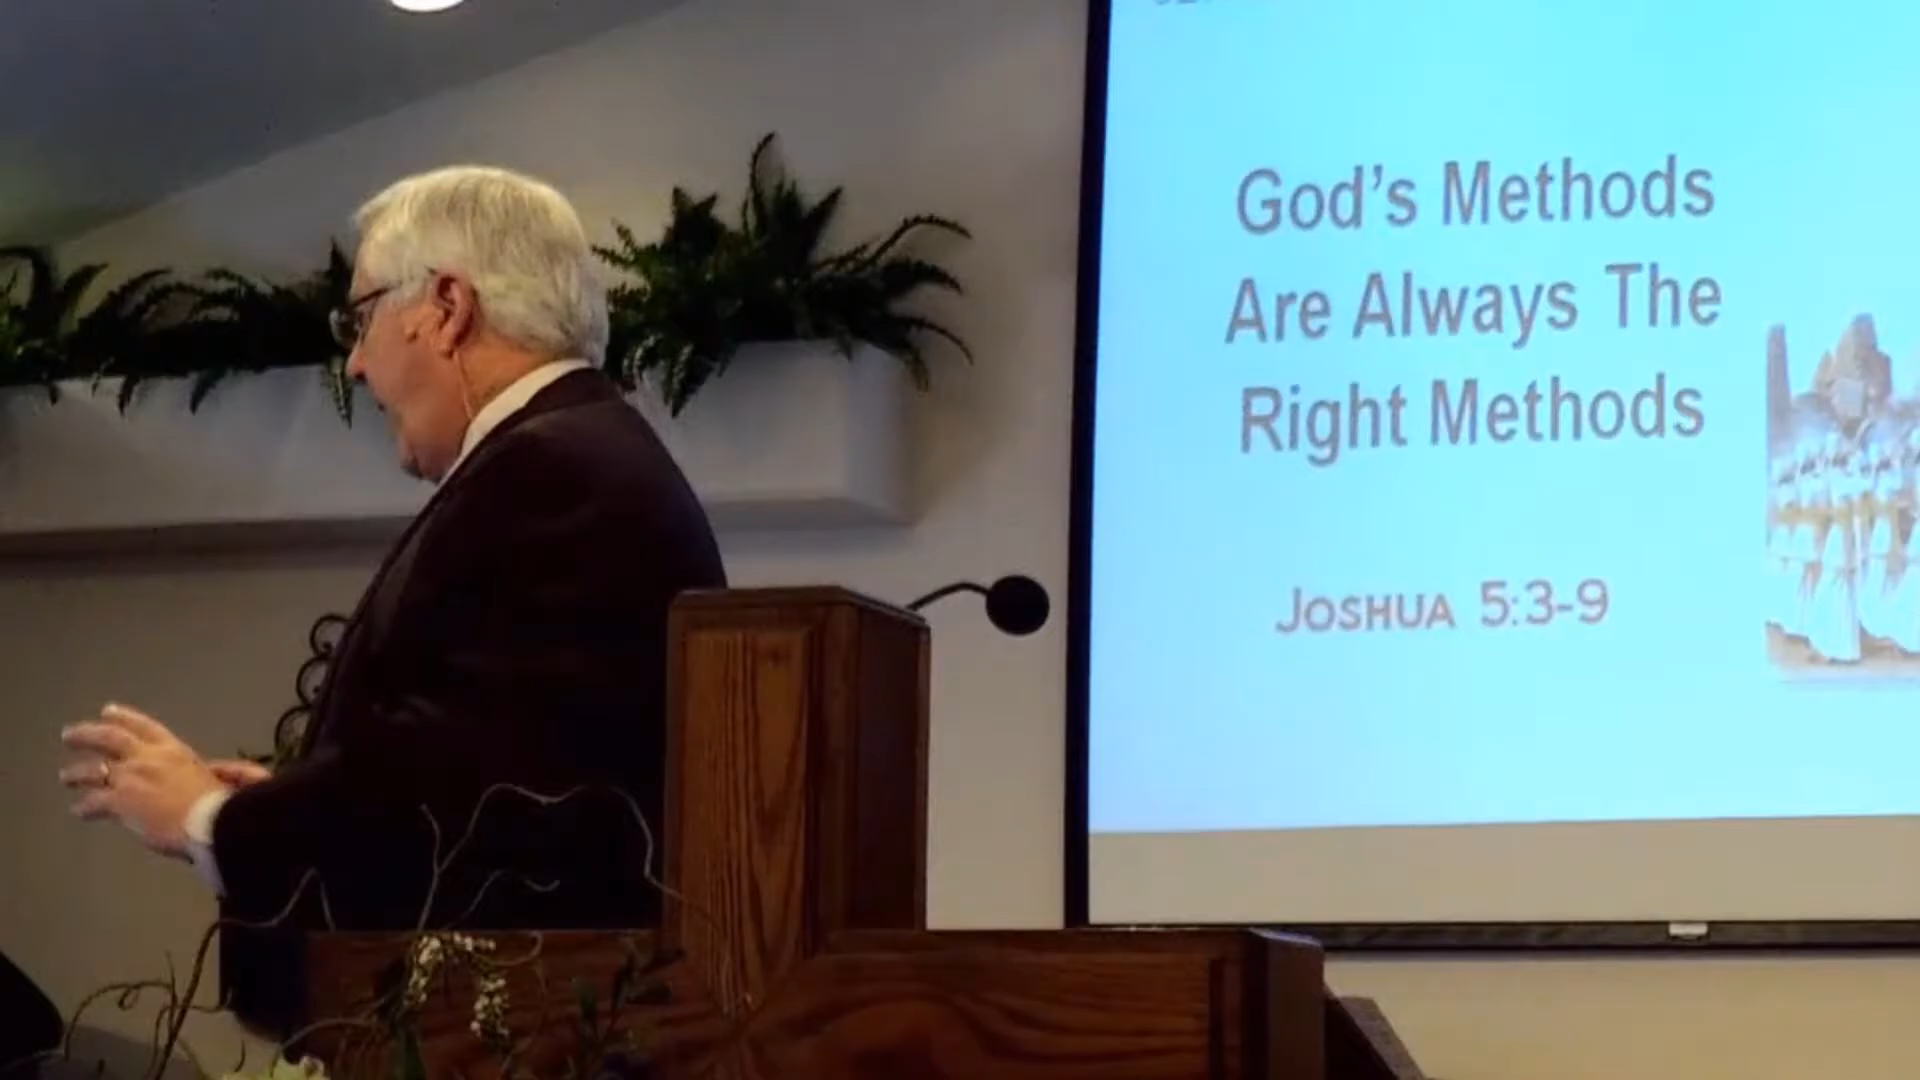 God's Methods
Are Always The
Right Methods
JOSHUA 5:3-9